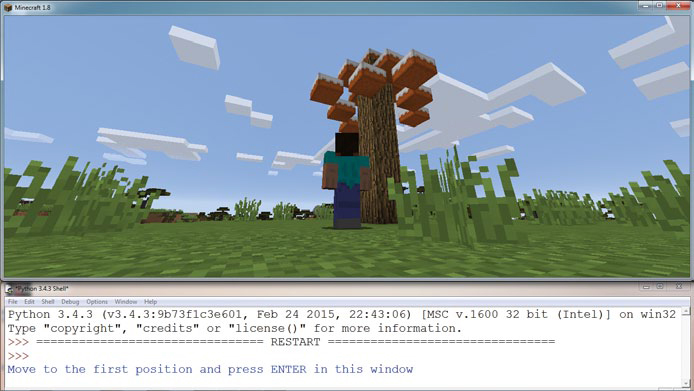 Minecraft 1.8
*Python 3.4.3 Shell*
File Edit Shell Debug Options Window Help
Python 3.4.3 (v3.4.3:9b73f1c3e601, Feb 24 2015, 22:43:06) [MSC v.1600 32 bit (Intel)] on win32
Type "copyright", "credits" or "license()" for more information.
>>> ================================ RESTART ================================
>>>
Move to the first position and press ENTER in this window